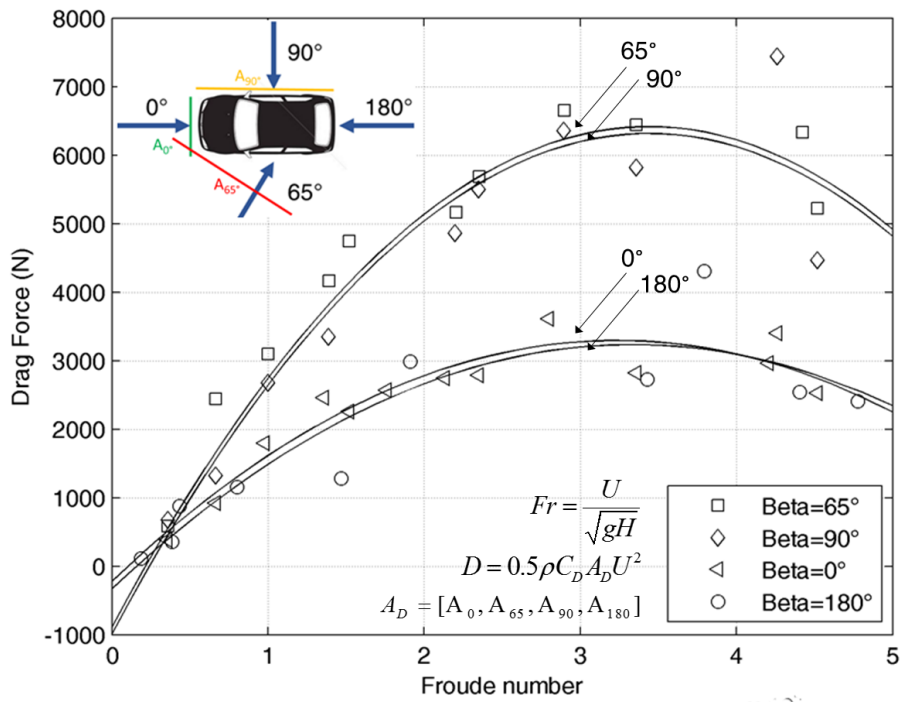 8000
7000
6000
5000
4000
3000
2000
1000
0
-1000
Drag Force (N)
0 1 2 3 4 5
Froude number
90°
A90°
0°
180°
A0°
A65°
65°
65°
90°
0°
180°
Fr = U / √gH
D = 0.5ρC_D A_D U²
A_D = [A₀, A₆₅, A₉₀, A₁₈₀]
Beta=65°
Beta=90°
Beta=0°
Beta=180°